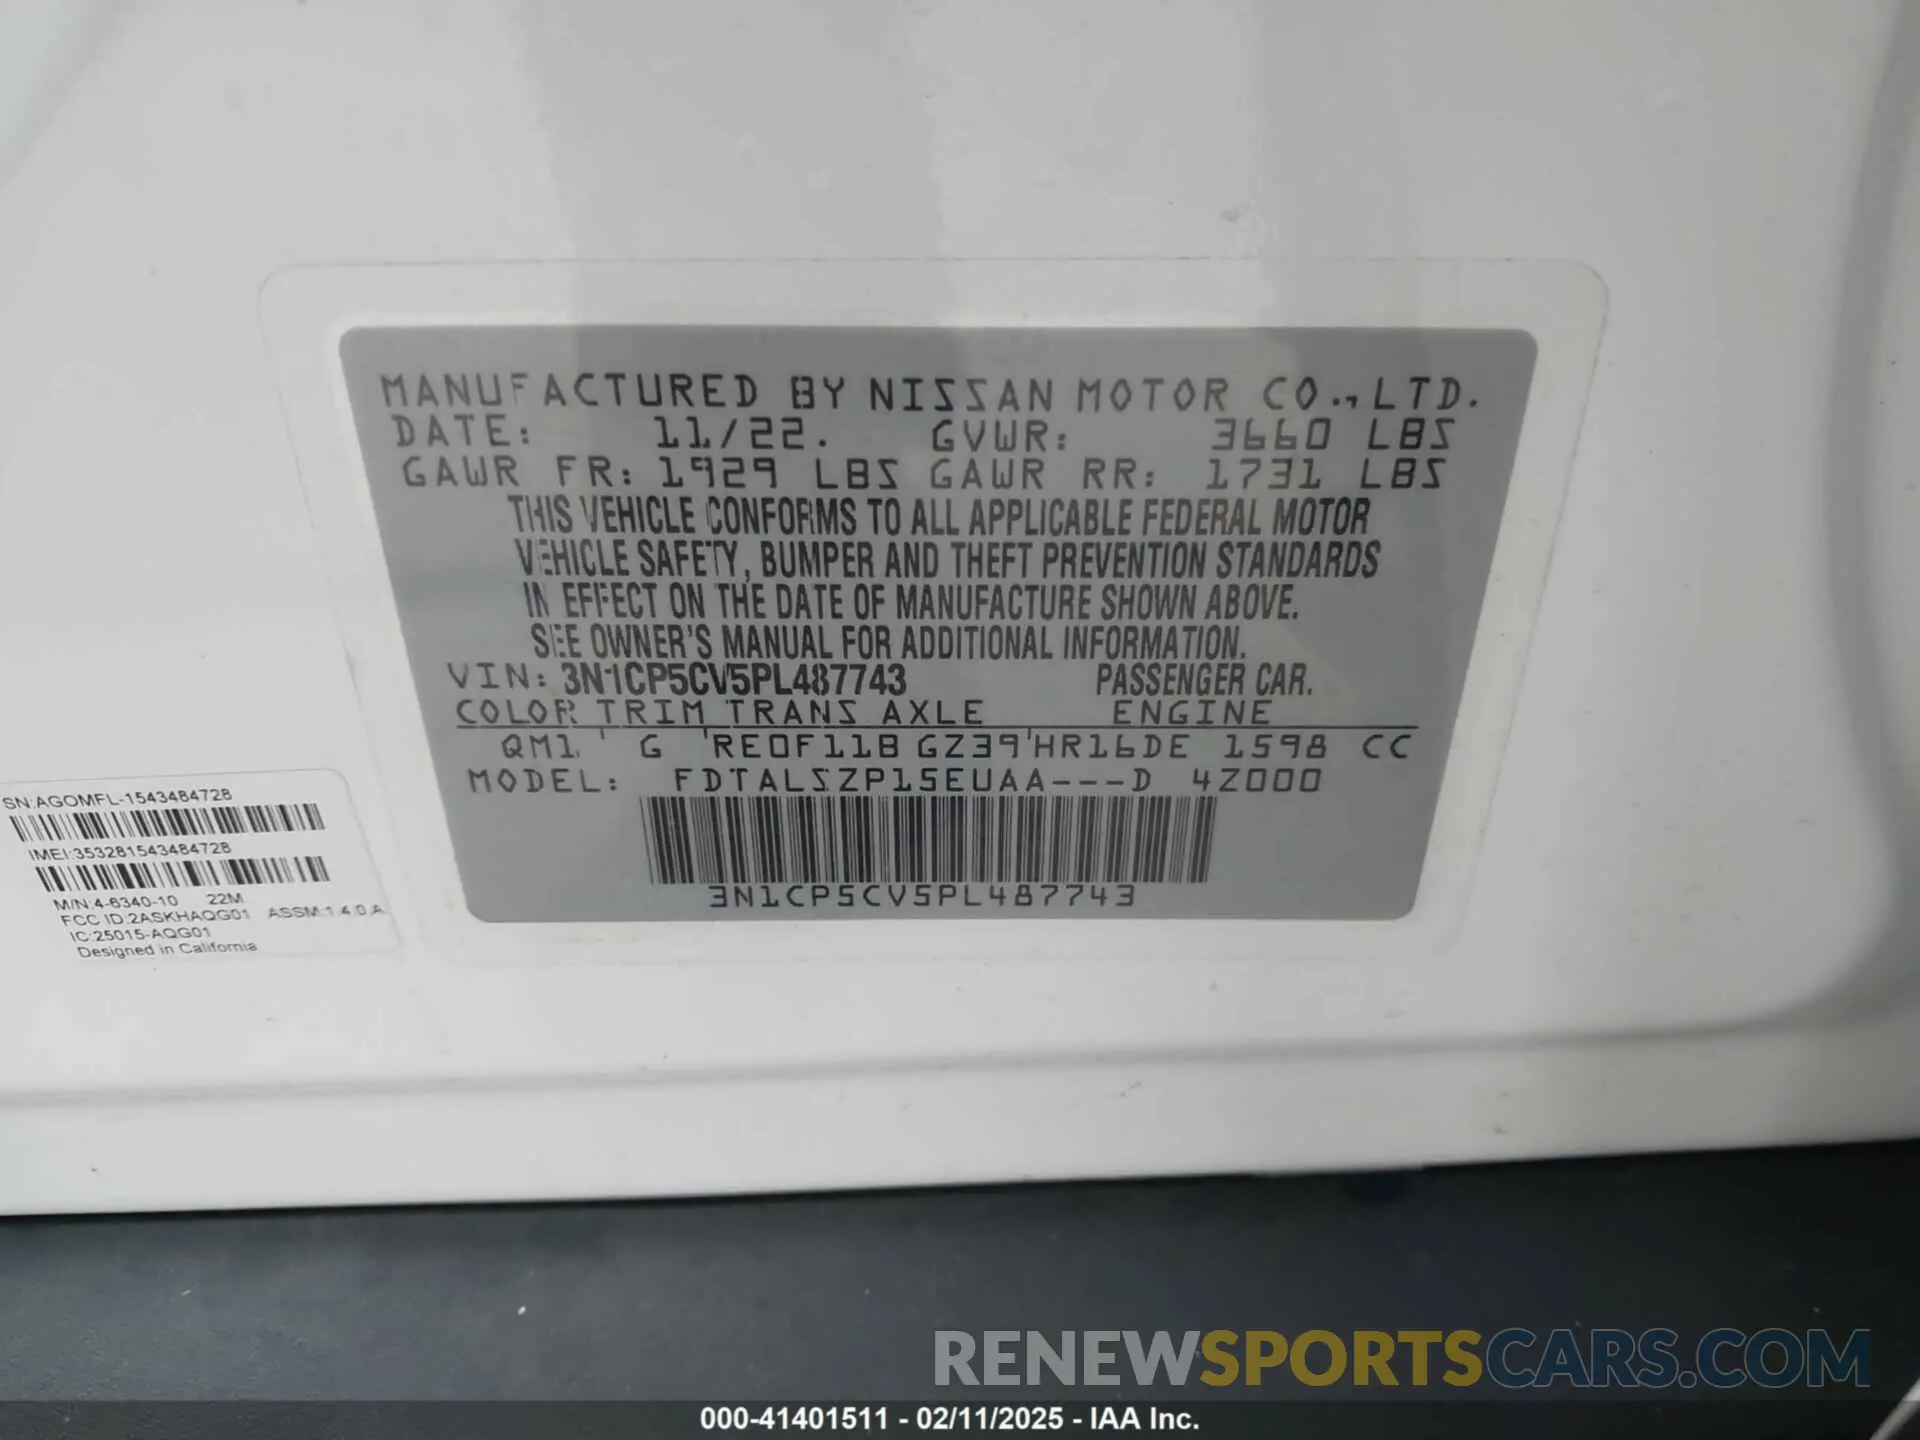 MANUFACTURED BY NISSAN MOTOR CO., LTD.
DATE: 11/22. GVWR: 3660 LBS
GAWR FR: 1929 LBS GAWR RR: 1731 LBS
THIS VEHICLE CONFORMS TO ALL APPLICABLE FEDERAL MOTOR
VEHICLE SAFETY, BUMPER AND THEFT PREVENTION STANDARDS
IN EFFECT ON THE DATE OF MANUFACTURE SHOWN ABOVE.
SEE OWNER'S MANUAL FOR ADDITIONAL INFORMATION.
VIN: 3N1CP5CV5PL487743 PASSENGER CAR.
COLOR TRIM TRANS AXLE ENGINE
QM1 G RE0F11B GZ39 HR16DE 1598 CC
MODEL: FDTALSZP15EUAA---D 4Z000
3N1CP5CV5PL487743
SN:AGOMFL-1543484728
IMEI:353281543484728
M/N:4-6340-10 22M
FCC ID:2ASKHAQG01 ASSM:1.4.0.A
IC:25015-AQG01
Designed in California
RENEWSPORTSCARS.COM
000-41401511 - 02/11/2025 - IAA Inc.